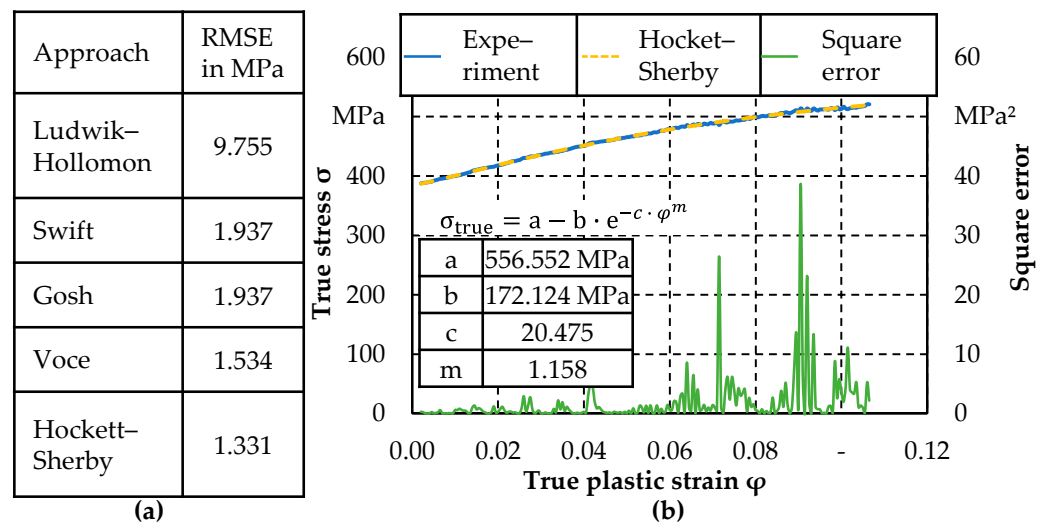 Approach
RMSE
in MPa
Ludwik–
Hollomon
9.755
Swift
1.937
Gosh
1.937
Voce
1.534
Hockett–
Sherby
1.331
(a)
Expe–
riment
Hocket–
Sherby
Square
error
True stress σ
600
MPa
400
300
200
100
0
60
MPa²
40
30
20
10
0
Square error
σtrue = a − b · e^−c · φ^m
a 556.552 MPa
b 172.124 MPa
c 20.475
m 1.158
0.00 0.02 0.04 0.06 0.08 - 0.12
True plastic strain φ
(b)